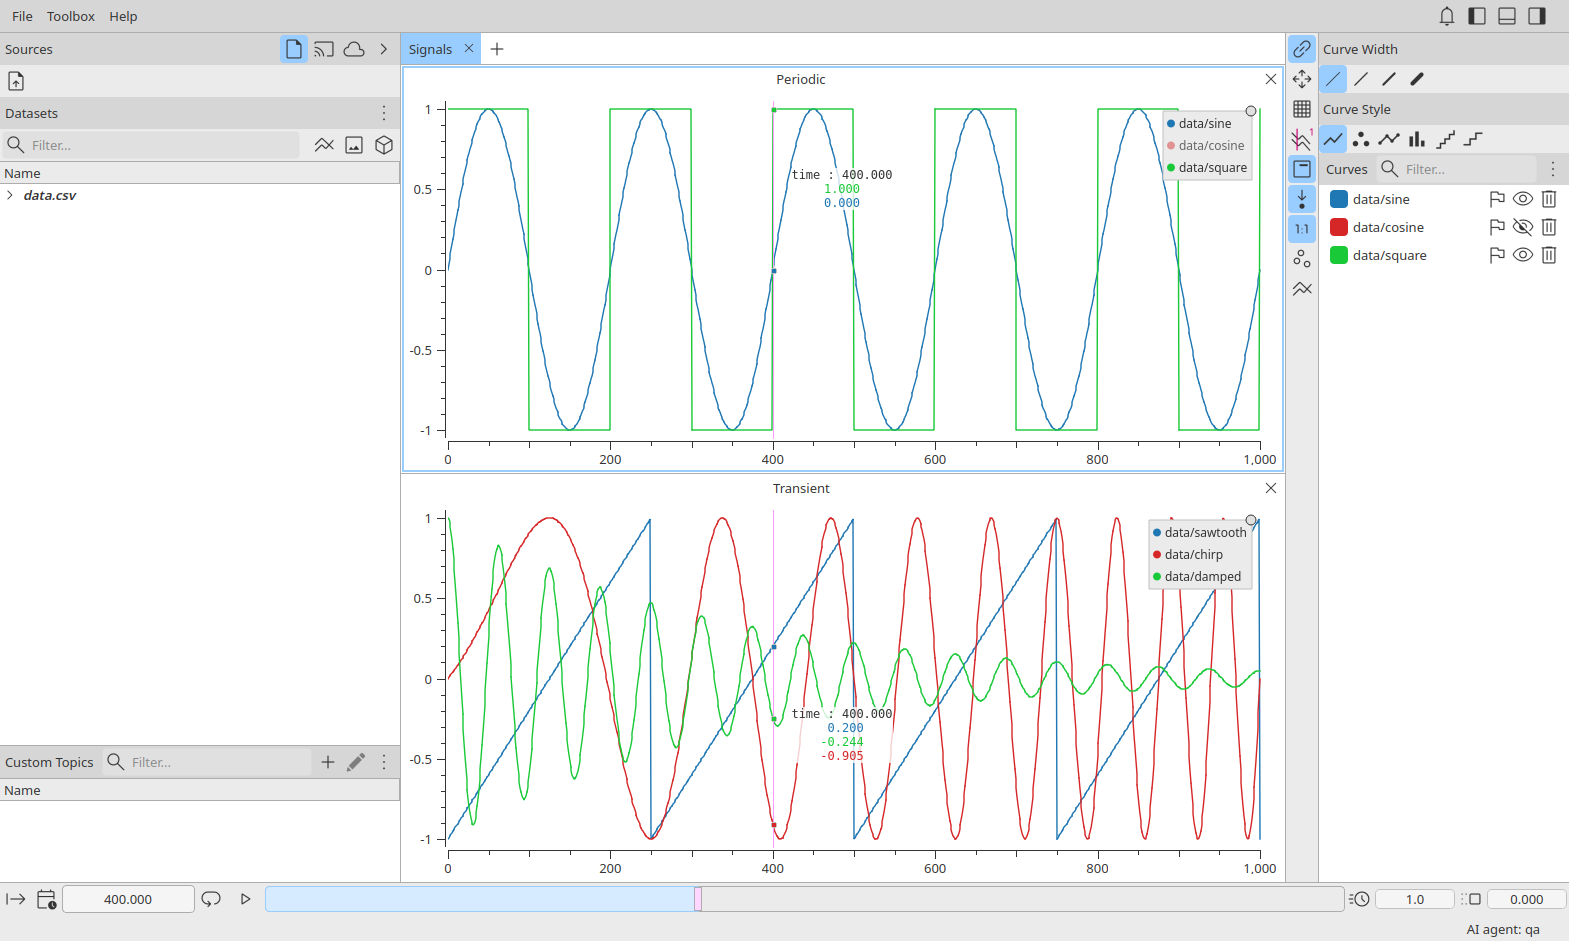 File Toolbox Help
Sources
Datasets
Filter...
Name
data.csv
Custom Topics Filter...
Name
Signals
Periodic
1
0.5
0
-0.5
-1
0 200 400 600 800 1,000
time : 400.000
1.000
0.000
data/sine
data/cosine
data/square
Transient
1
0.5
0
-0.5
-1
0 200 400 600 800 1,000
time : 400.000
0.200
-0.244
-0.905
data/sawtooth
data/chirp
data/damped
1
1:1
Curve Width
Curve Style
Curves Filter...
data/sine
data/cosine
data/square
400.000
1.0
0.000
AI agent: qa